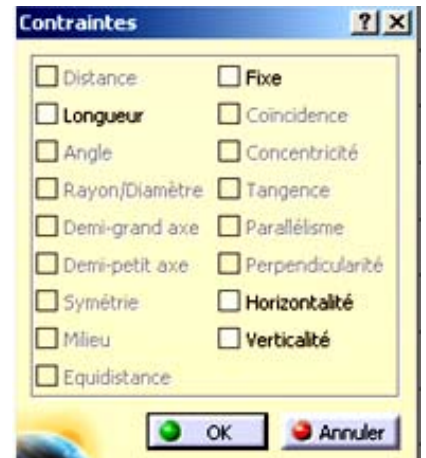 Contraintes
Distance Fixe
Longueur Coïncidence
Angle Concentricité
Rayon/Diamètre Tangence
Demi-grand axe Parallélisme
Demi-petit axe Perpendicularité
Symétrie Horizontalité
Milieu Verticalité
Equidistance
OK Annuler